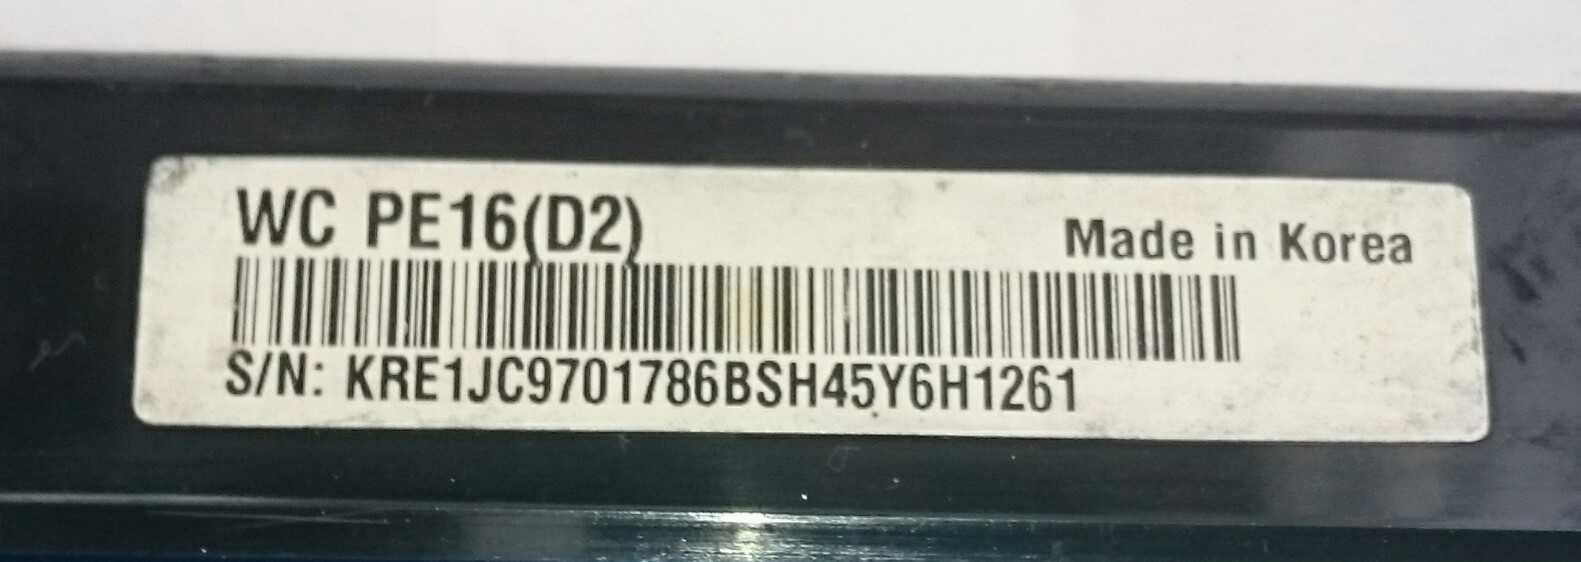 WC PE16(D2)
Made in Korea
S/N: KRE1JC9701786BSH45Y6H1261